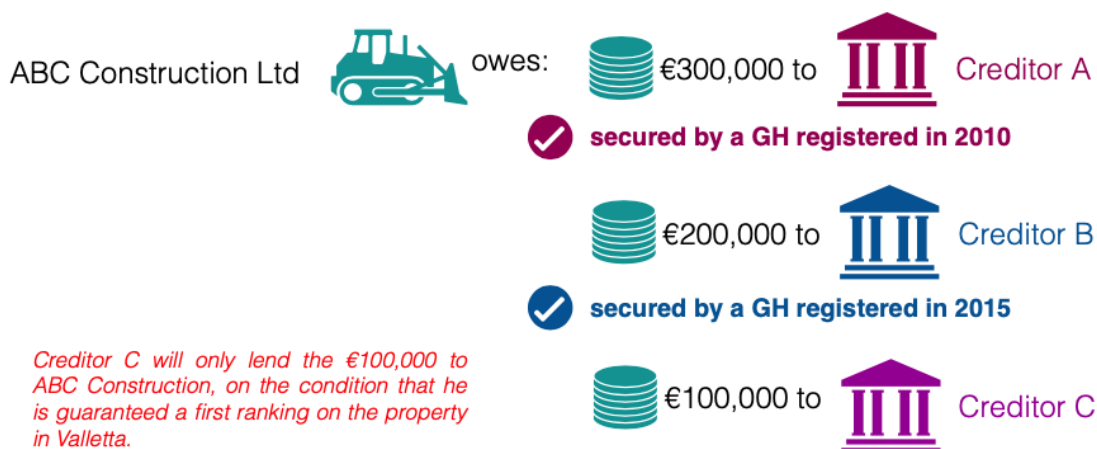 ABC Construction Ltd owes: €300,000 to Creditor A
secured by a GH registered in 2010
€200,000 to Creditor B
secured by a GH registered in 2015
Creditor C will only lend the €100,000 to
ABC Construction, on the condition that he
is guaranteed a first ranking on the property
in Valletta.
€100,000 to Creditor C